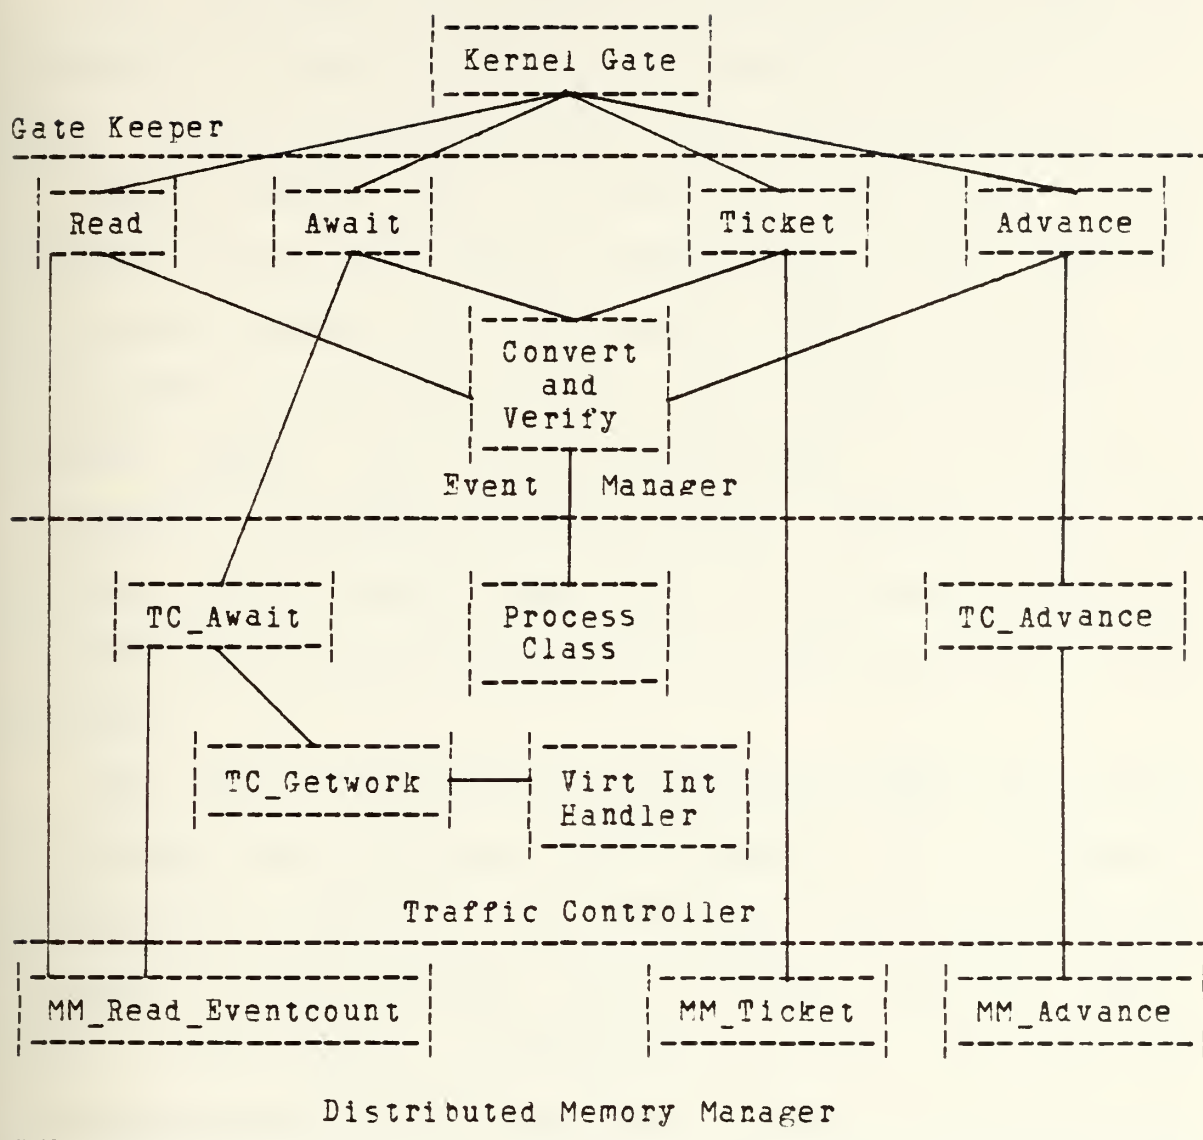 Kernel Gate
Gate Keeper
Read
Await
Ticket
Advance
Convert
and
Verify
Event Manager
TC_Await
Process
Class
TC_Advance
TC_Getwork
Virt Int
Handler
Traffic Controller
MM_Read_Eventcount
MM_Ticket
MM_Advance
Distributed Memory Manager